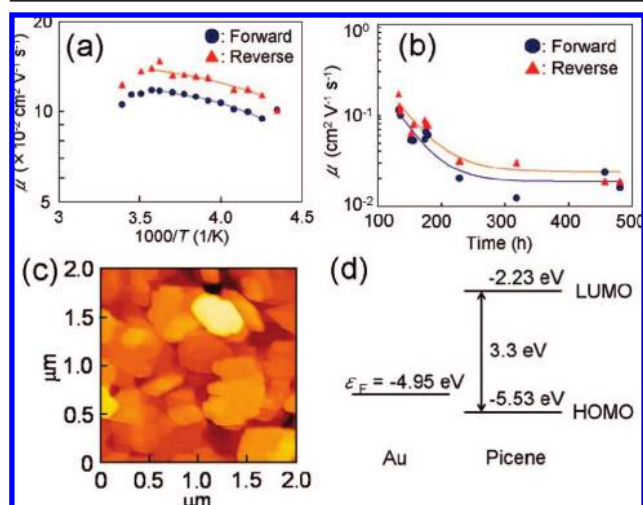 (a)
●: Forward
▲: Reverse
μ (× 10⁻² cm² V⁻¹ s⁻¹)
20
10
5
3 3.5 4.0 4.5
1000/T (1/K)
(b)
●: Forward
▲: Reverse
μ (cm² V⁻¹ s⁻¹)
10⁰
10⁻¹
10⁻²
100 200 300 400 500
Time (h)
(c)
μm
2.0
1.5
1.0
0.5
0
0 0.5 1.0 1.5 2.0
μm
(d)
-2.23 eV
LUMO
3.3 eV
εF = -4.95 eV
-5.53 eV
HOMO
Au Picene